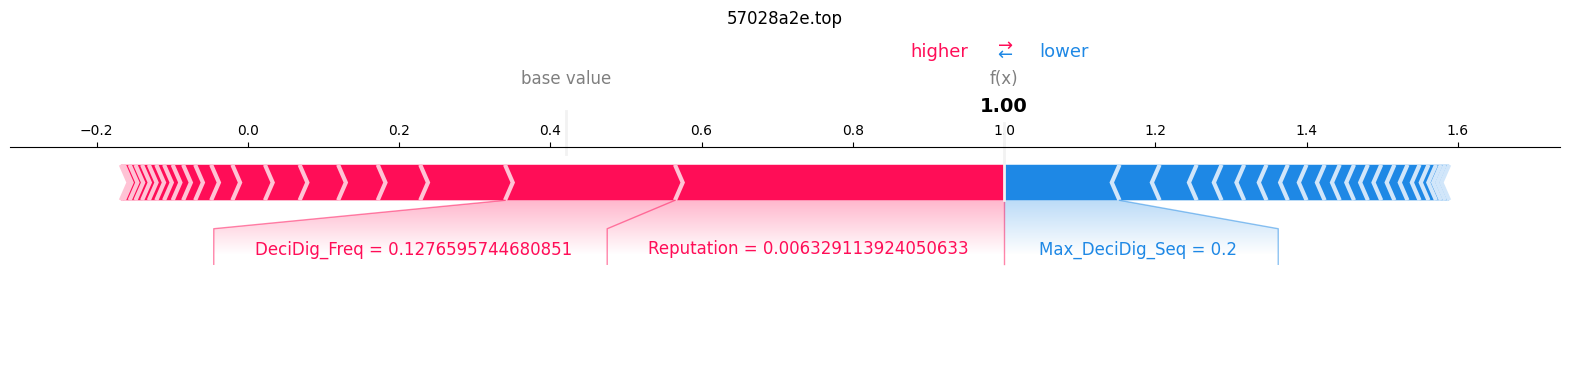 57028a2e.top
higher ⇄ lower
base value f(x)
1.00
−0.2 0.0 0.2 0.4 0.6 0.8 1.0 1.2 1.4 1.6
DeciDig_Freq = 0.1276595744680851 Reputation = 0.006329113924050633 Max_DeciDig_Seq = 0.2